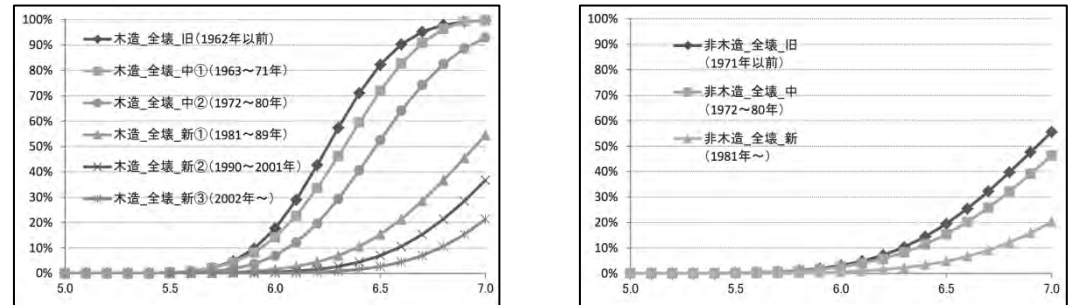 100%
90%
80%
70%
60%
50%
40%
30%
20%
10%
0%
木造_全壊_旧(1962年以前)
木造_全壊_中①(1963～71年)
木造_全壊_中②(1972～80年)
木造_全壊_新①(1981～89年)
木造_全壊_新②(1990～2001年)
木造_全壊_新③(2002年～)
5.0 5.5 6.0 6.5 7.0
100%
90%
80%
70%
60%
50%
40%
30%
20%
10%
0%
非木造_全壊_旧
(1971年以前)
非木造_全壊_中
(1972～80年)
非木造_全壊_新
(1981年～)
5.0 5.5 6.0 6.5 7.0